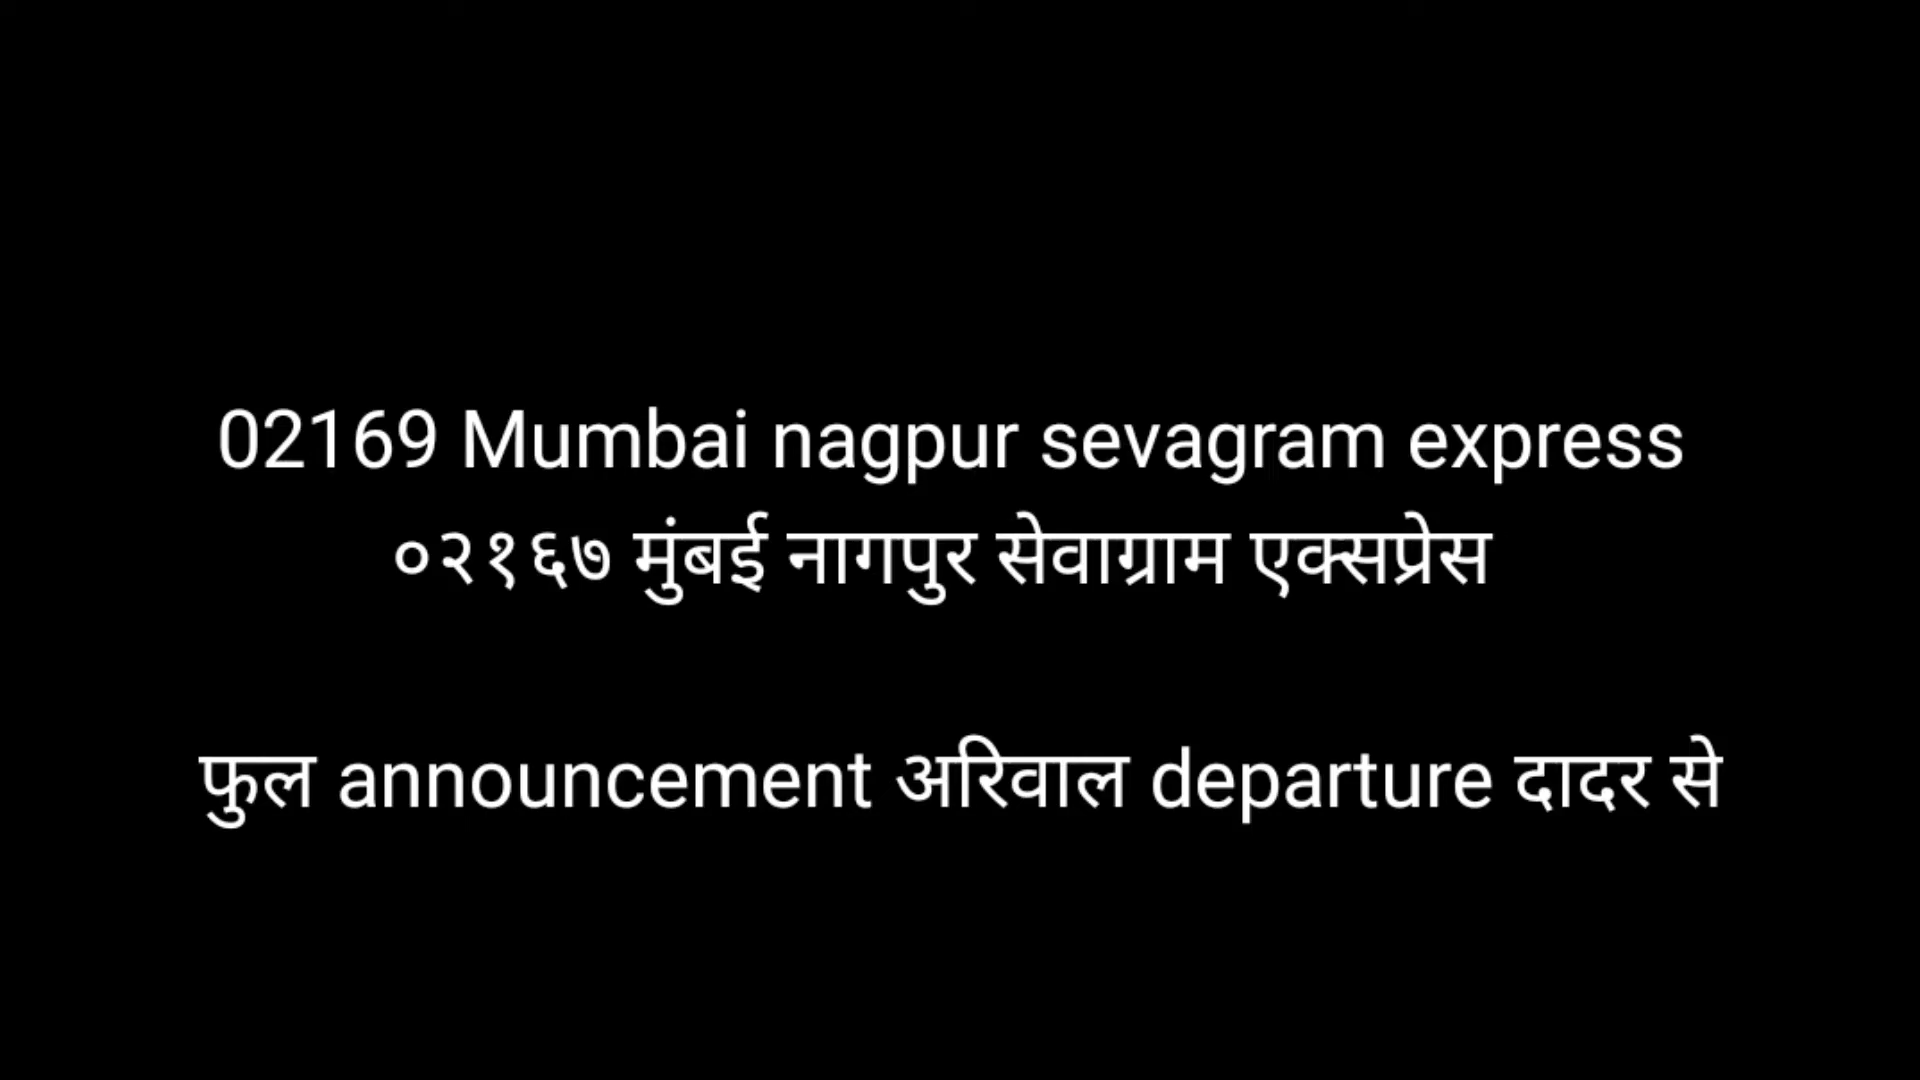 02169 Mumbai nagpur sevagram express
०२१६७ मुंबई नागपुर सेवाग्राम एक्सप्रेस
फुल announcement अरिवाल departure दादर से